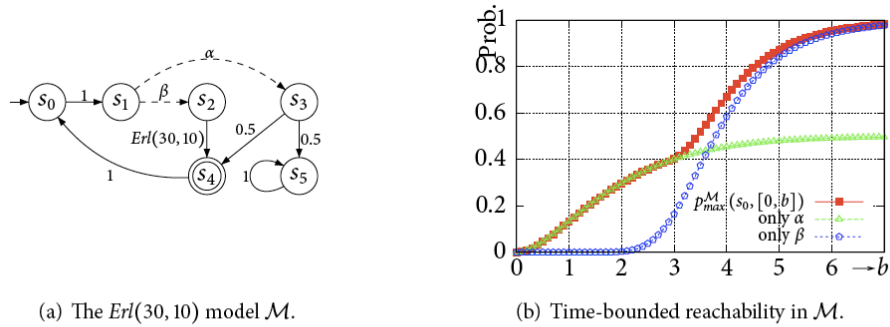 s0
1
s1
α
β
s2
s3
Erl(30, 10)
0.5
0.5
s4
1
1
s5
(a) The Erl(30, 10) model M.
Prob.
1
0.8
0.6
0.4
0.2
0
p^M_max(s0, [0, b])
only α
only β
0 1 2 3 4 5 6 → b
(b) Time-bounded reachability in M.